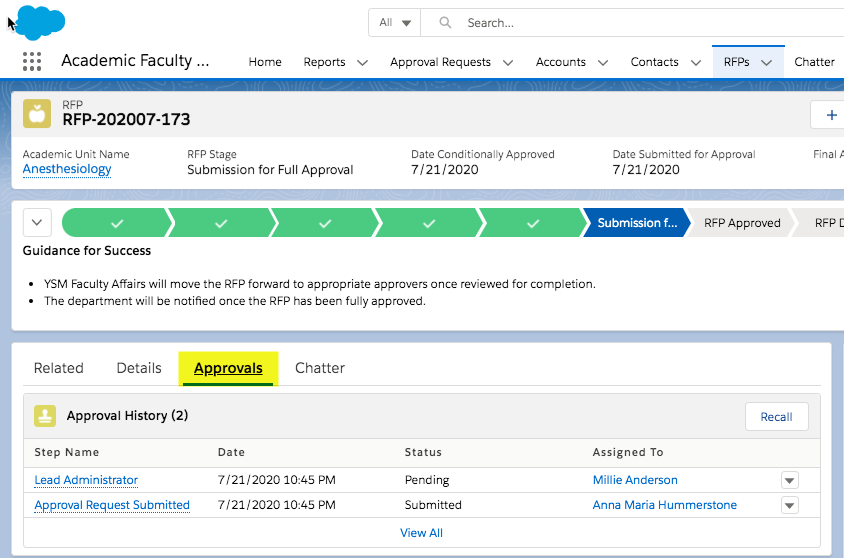 All Search...
Academic Faculty ... Home Reports Approval Requests Accounts Contacts RFPs Chatter
RFP
RFP-202007-173
Academic Unit Name RFP Stage Date Conditionally Approved Date Submitted for Approval Final A
Anesthesiology Submission for Full Approval 7/21/2020 7/21/2020
Submission f... RFP Approved RFP D
Guidance for Success
YSM Faculty Affairs will move the RFP forward to appropriate approvers once reviewed for completion.
The department will be notified once the RFP has been fully approved.
Related Details Approvals Chatter
Approval History (2) Recall
Step Name Date Status Assigned To
Lead Administrator 7/21/2020 10:45 PM Pending Millie Anderson
Approval Request Submitted 7/21/2020 10:45 PM Submitted Anna Maria Hummerstone
View All